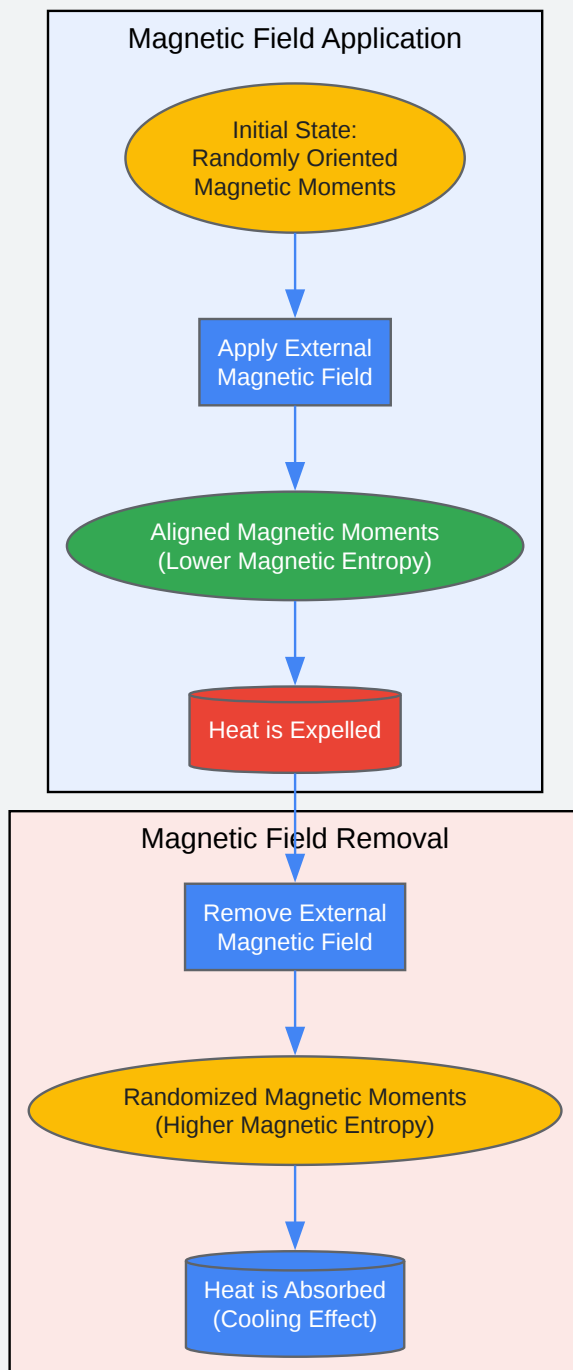 Magnetic Field Application
Initial State:
Randomly Oriented
Magnetic Moments
Apply External
Magnetic Field
Aligned Magnetic Moments
(Lower Magnetic Entropy)
Heat is Expelled
Magnetic Field Removal
Remove External
Magnetic Field
Randomized Magnetic Moments
(Higher Magnetic Entropy)
Heat is Absorbed
(Cooling Effect)